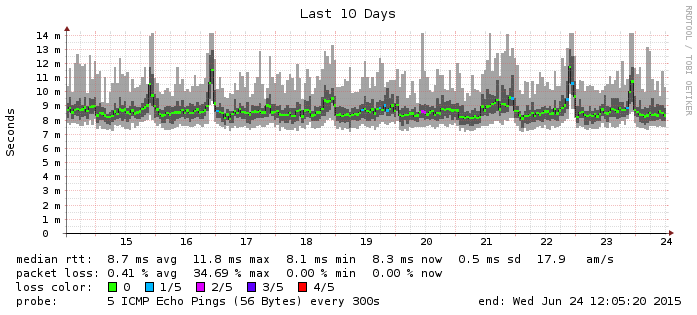 Last 10 Days
RRDTOOL / TOBI OETIKER
Seconds
14 m
13 m
12 m
11 m
10 m
9 m
8 m
7 m
6 m
5 m
4 m
3 m
2 m
1 m
0
15 16 17 18 19 20 21 22 23 24
median rtt: 8.7 ms avg 11.8 ms max 8.1 ms min 8.3 ms now 0.5 ms sd 17.9 am/s
packet loss: 0.41 % avg 34.69 % max 0.00 % min 0.00 % now
loss color: 0 1/5 2/5 3/5 4/5
probe: 5 ICMP Echo Pings (56 Bytes) every 300s end: Wed Jun 24 12:05:20 2015